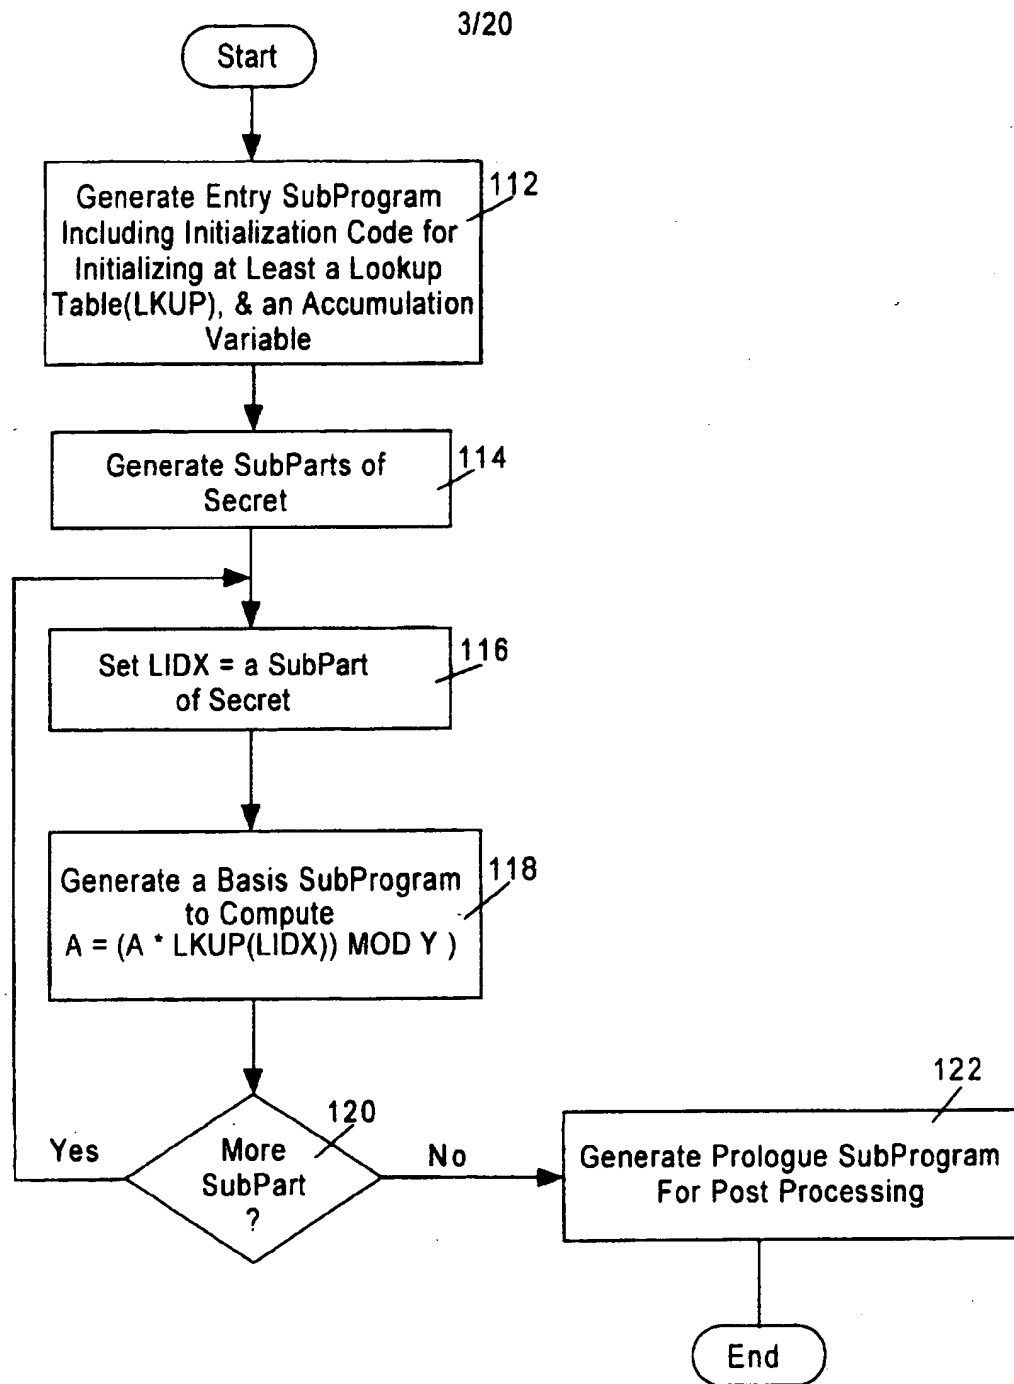 3/20
Start
Generate Entry SubProgram
Including Initialization Code for
Initializing at Least a Lookup
Table(LKUP), & an Accumulation
Variable
112
Generate SubParts of
Secret
114
Set LIDX = a SubPart
of Secret
116
Generate a Basis SubProgram
to Compute
A = (A * LKUP(LIDX)) MOD Y )
118
More
SubPart
?
120
Yes
No
122
Generate Prologue SubProgram
For Post Processing
End